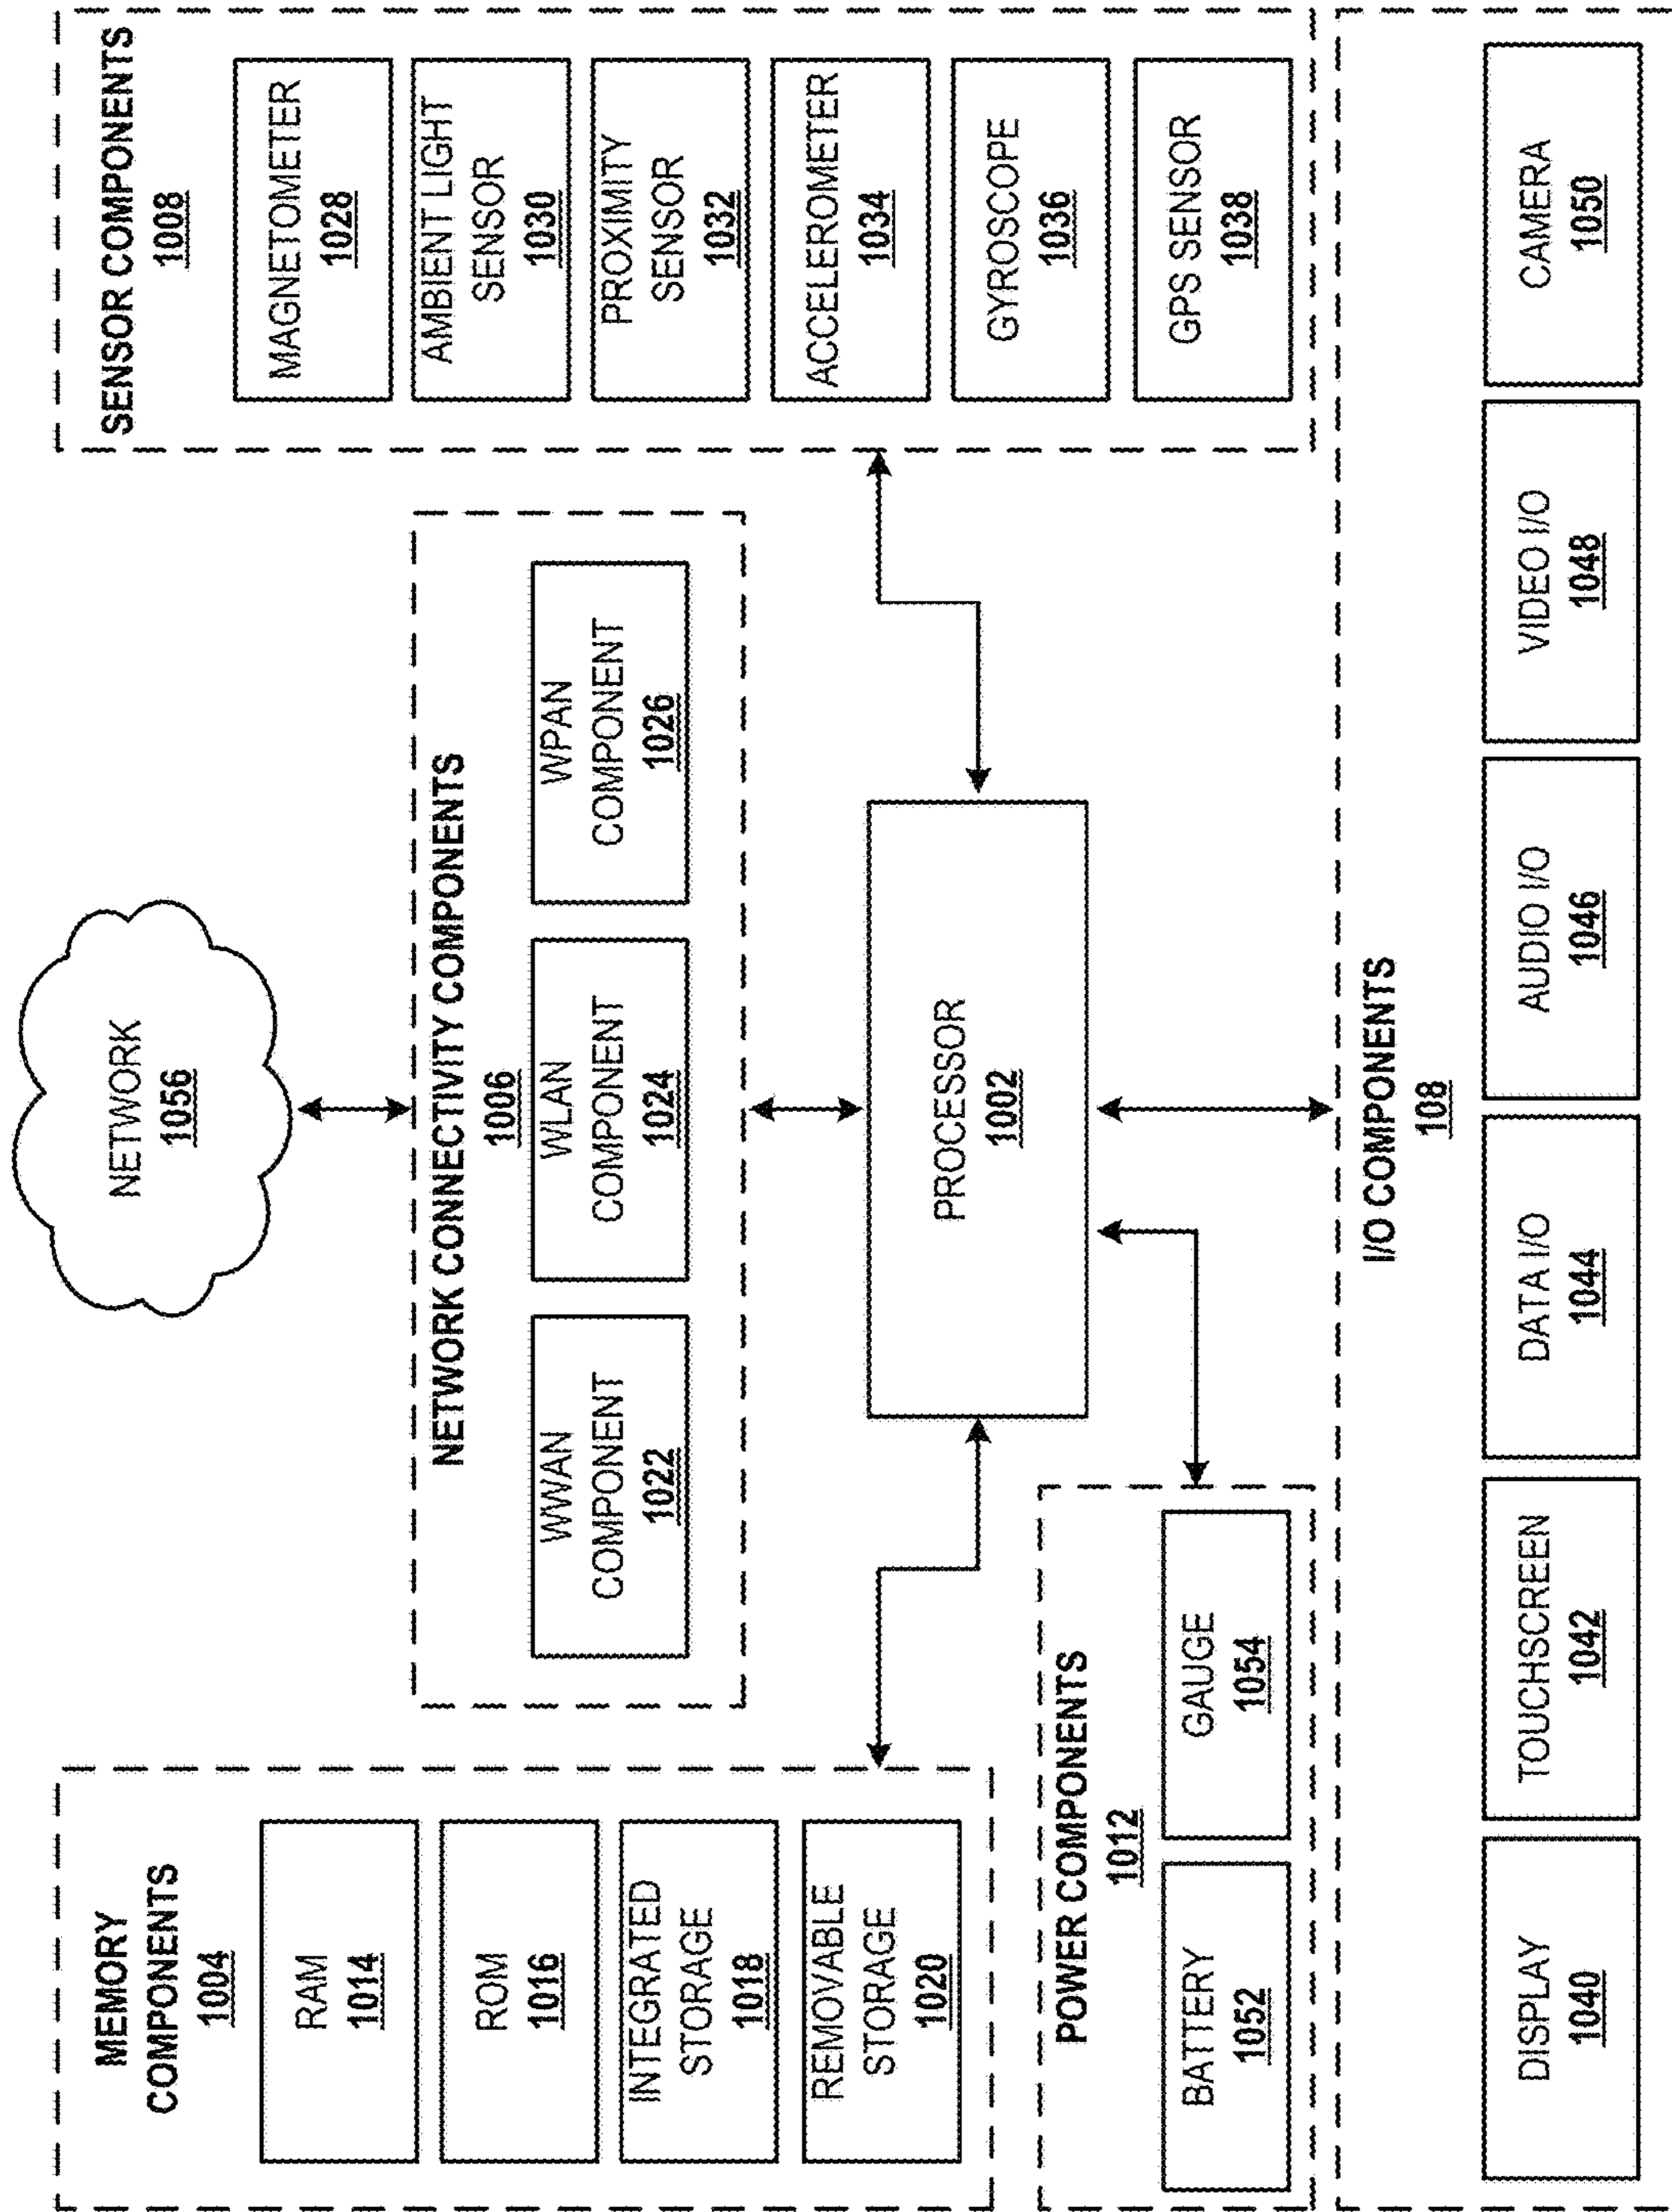 NETWORK
1056
MEMORY
COMPONENTS
1004
RAM
1014
ROM
1016
INTEGRATED
STORAGE
1018
REMOVABLE
STORAGE
1020
NETWORK CONNECTIVITY COMPONENTS
1006
WWAN
COMPONENT
1022
WLAN
COMPONENT
1024
WPAN
COMPONENT
1026
SENSOR COMPONENTS
1008
MAGNETOMETER
1028
AMBIENT LIGHT
SENSOR
1030
PROXIMITY
SENSOR
1032
ACCELEROMETER
1034
GYROSCOPE
1036
GPS SENSOR
1038
PROCESSOR
1002
POWER COMPONENTS
1012
BATTERY
1052
GAUGE
1054
I/O COMPONENTS
108
DISPLAY
1040
TOUCHSCREEN
1042
DATA I/O
1044
AUDIO I/O
1046
VIDEO I/O
1048
CAMERA
1050